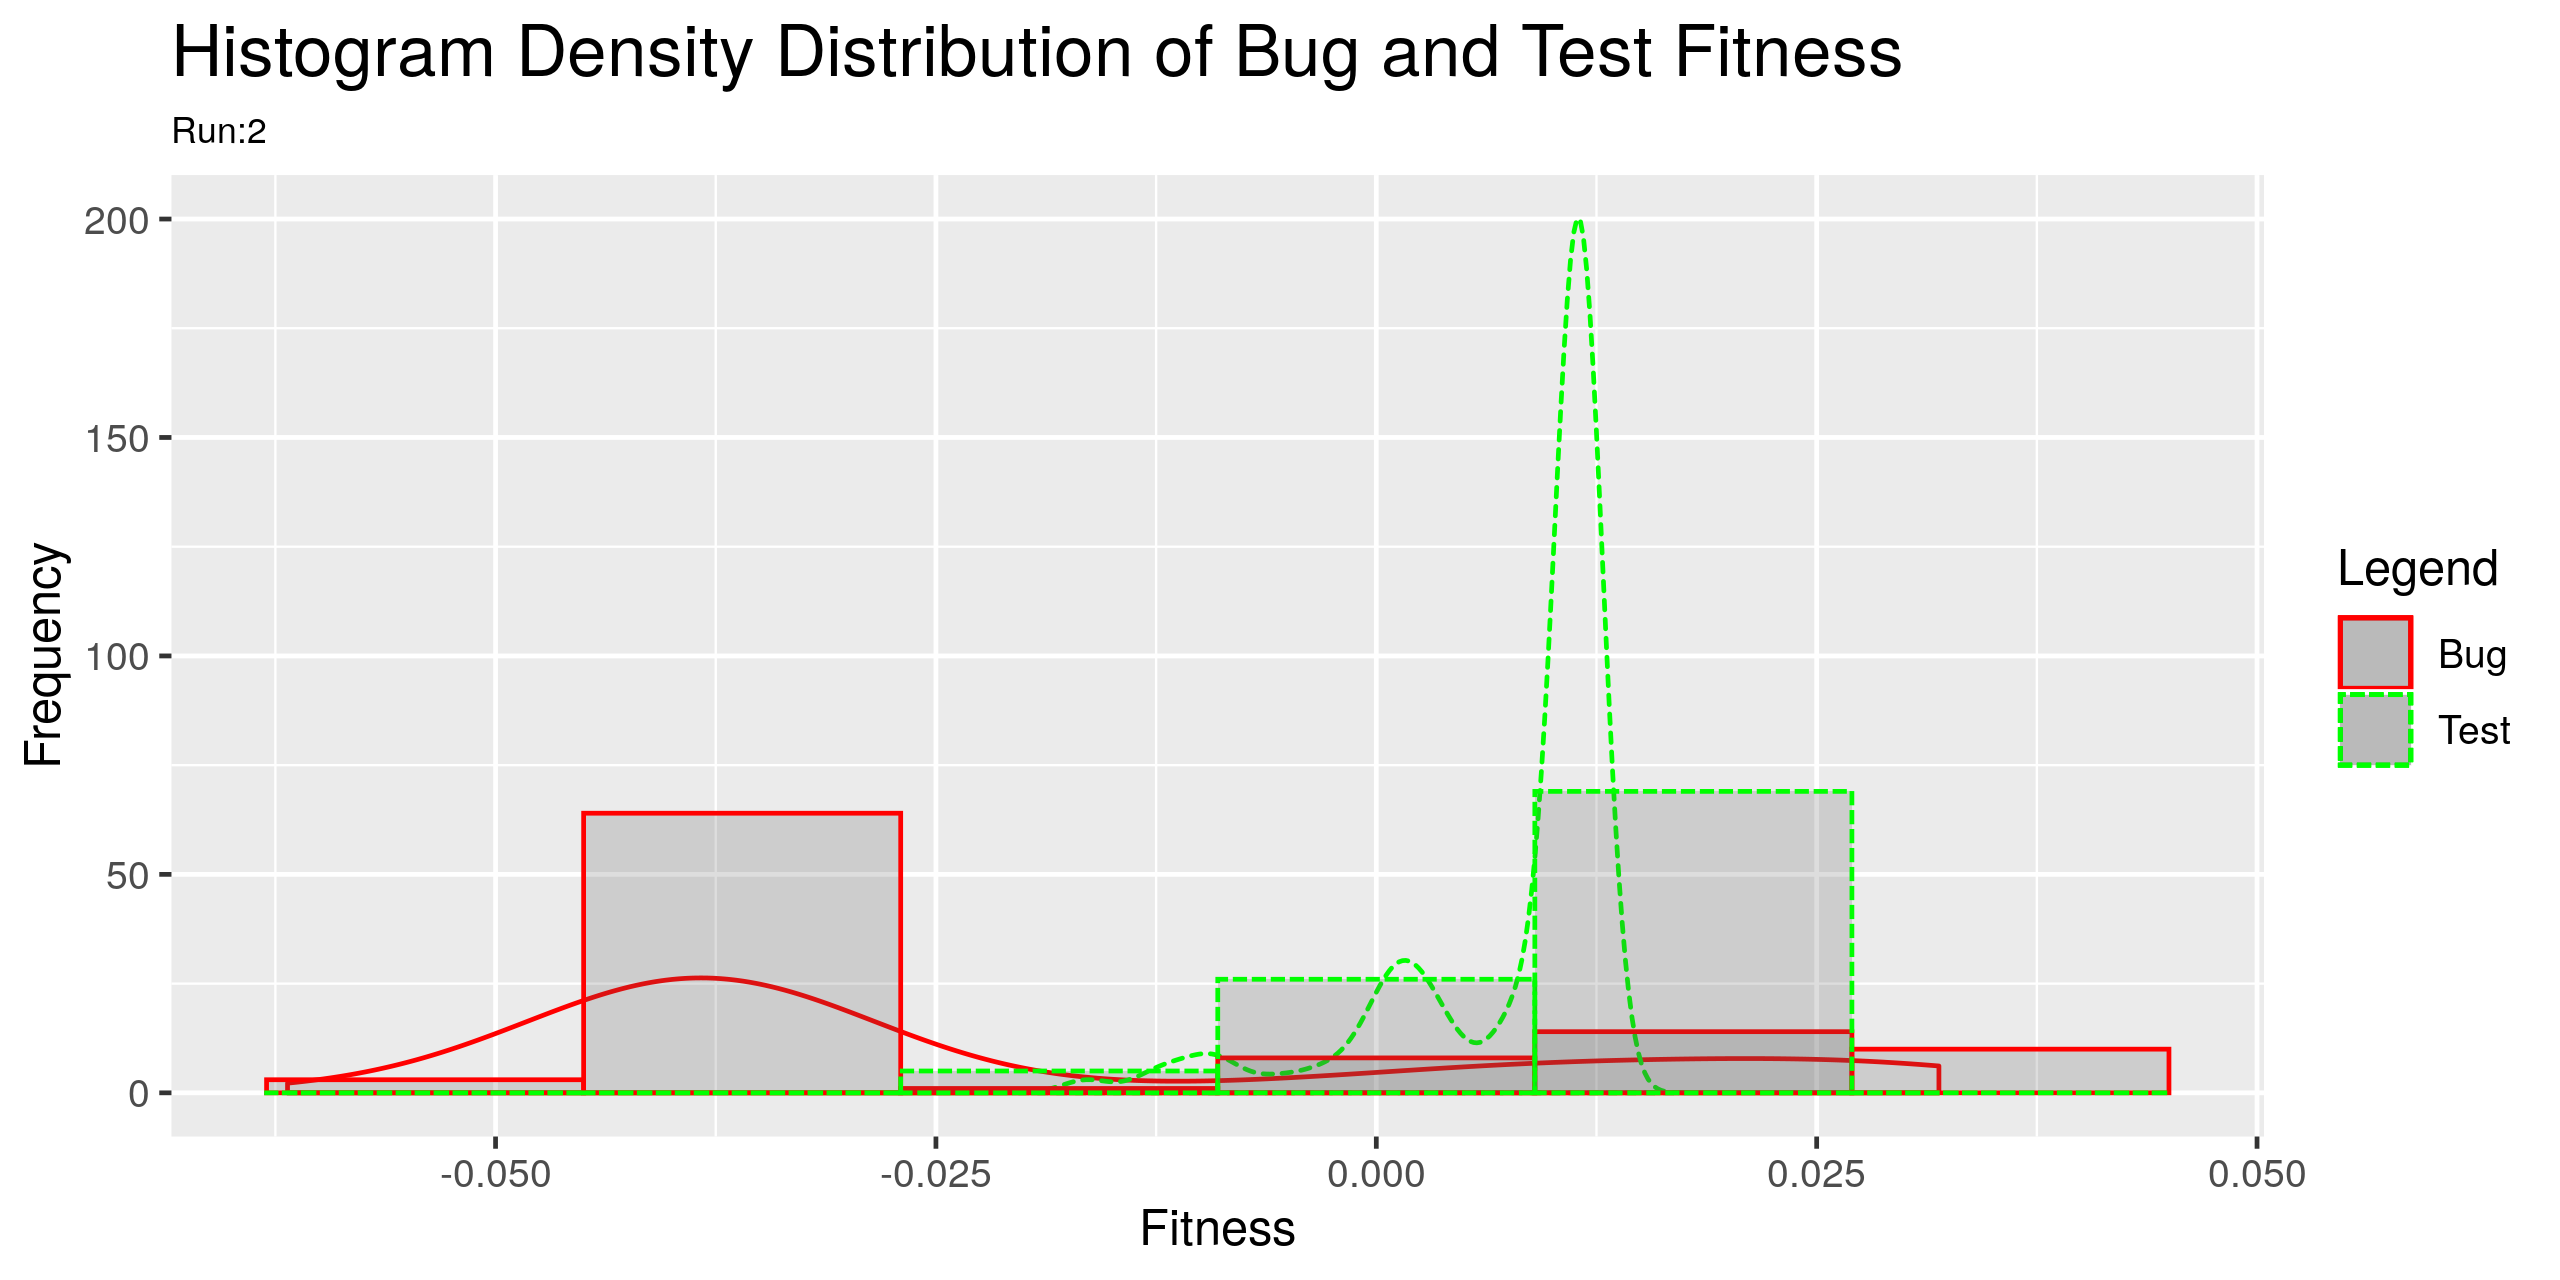 Histogram Density Distribution of Bug and Test Fitness
Run:2
200
150
100
50
0
Frequency
-0.050
-0.025
0.000
0.025
0.050
Fitness
Legend
Bug
Test